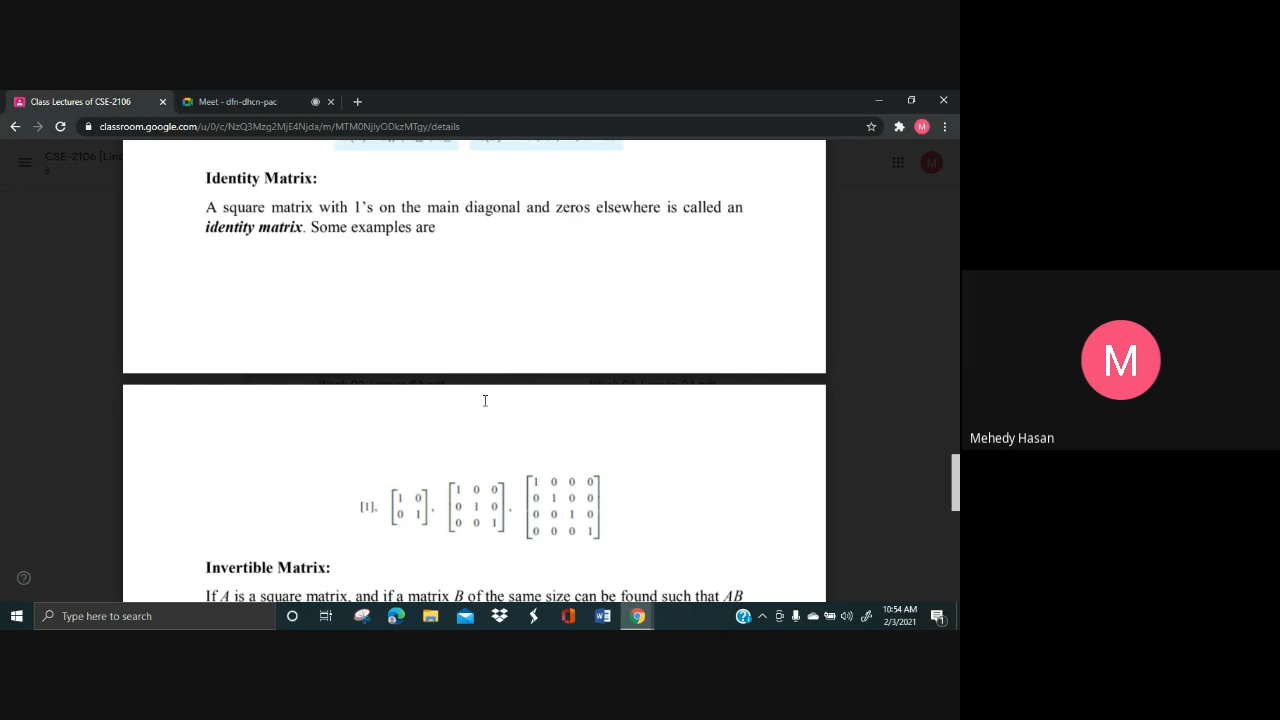 Class Lectures of CSE-2106
Meet - dfn-dhcn-pac
classroom.google.com/u/0/c/NzQ3Mzg2MjE4Njda/m/MTM0NjIyODkzMTgy/details
M
CSE-2106 [Lin
M
Identity Matrix:
A square matrix with 1's on the main diagonal and zeros elsewhere is called an
identity matrix. Some examples are
[1], [1 0
0 1], [1 0 0
0 1 0
0 0 1], [1 0 0 0
0 1 0 0
0 0 1 0
0 0 0 1]
Invertible Matrix:
If A is a square matrix, and if a matrix B of the same size can be found such that AB
M
Mehedy Hasan
Type here to search
10:54 AM
2/3/2021
1